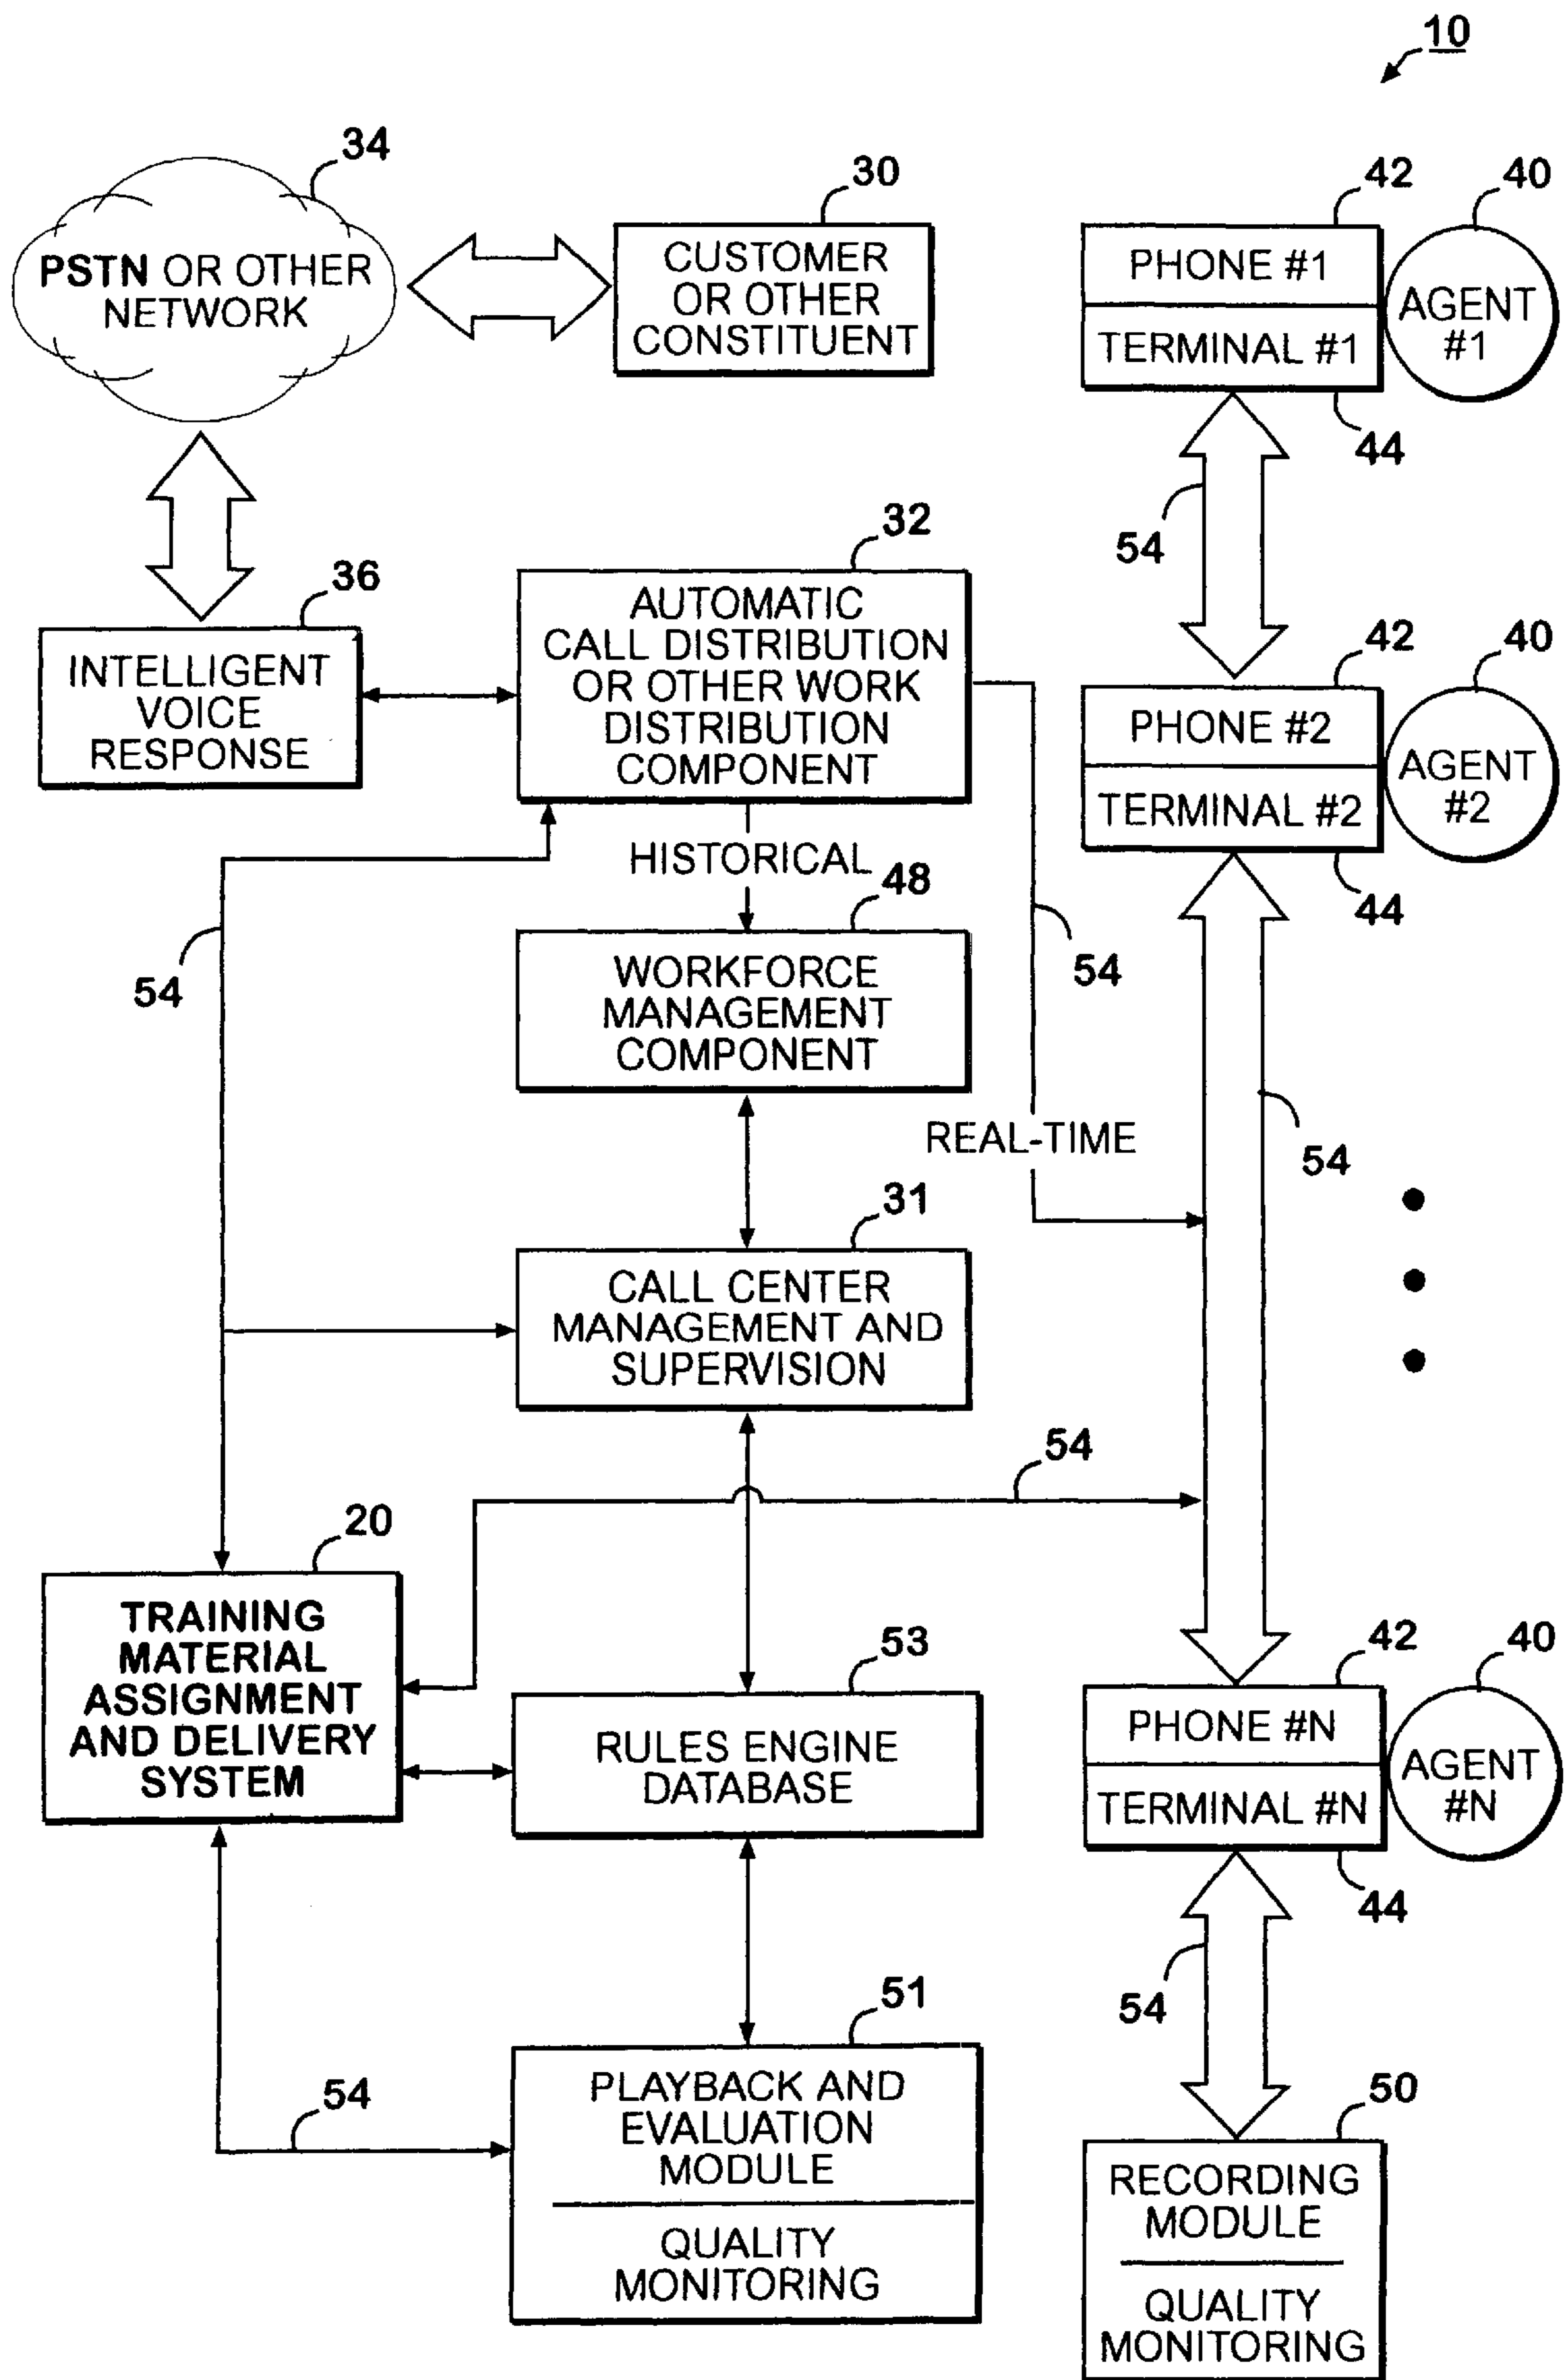 10
34
PSTN OR OTHER
NETWORK
30
CUSTOMER
OR OTHER
CONSTITUENT
42
40
PHONE #1
TERMINAL #1
AGENT
#1
44
54
36
INTELLIGENT
VOICE
RESPONSE
32
AUTOMATIC
CALL DISTRIBUTION
OR OTHER WORK
DISTRIBUTION
COMPONENT
42
40
PHONE #2
TERMINAL #2
AGENT
#2
44
HISTORICAL
48
54
54
WORKFORCE
MANAGEMENT
COMPONENT
REAL-TIME
54
31
CALL CENTER
MANAGEMENT AND
SUPERVISION
54
20
TRAINING
MATERIAL
ASSIGNMENT
AND DELIVERY
SYSTEM
53
RULES ENGINE
DATABASE
42
40
PHONE #N
TERMINAL #N
AGENT
#N
44
54
51
PLAYBACK AND
EVALUATION
MODULE
QUALITY
MONITORING
54
50
RECORDING
MODULE
QUALITY
MONITORING